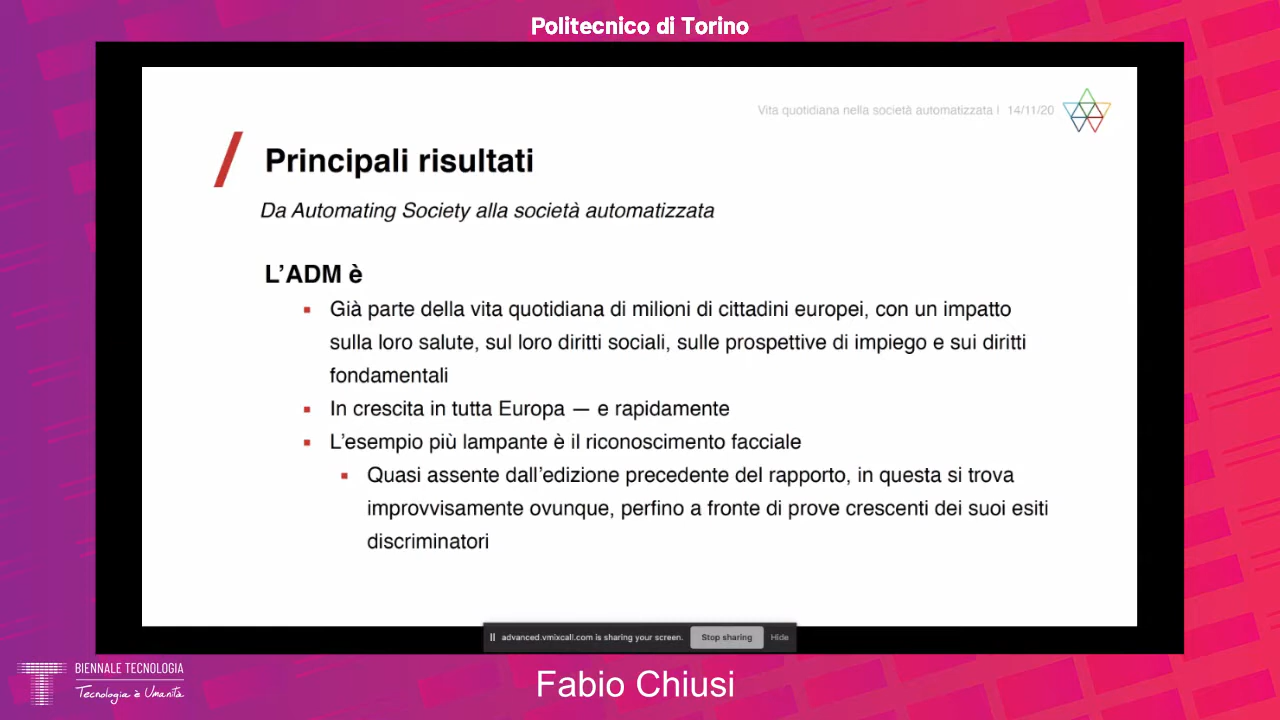 Politecnico di Torino
Vita quotidiana nella società automatizzata | 14/11/20
Principali risultati
Da Automating Society alla società automatizzata
L'ADM è
Già parte della vita quotidiana di milioni di cittadini europei, con un impatto
sulla loro salute, sul loro diritti sociali, sulle prospettive di impiego e sui diritti
fondamentali
In crescita in tutta Europa — e rapidamente
L'esempio più lampante è il riconoscimento facciale
Quasi assente dall'edizione precedente del rapporto, in questa si trova
improvvisamente ovunque, perfino a fronte di prove crescenti dei suoi esiti
discriminatori
advanced.vmixcall.com is sharing your screen. Stop sharing Hide
BIENNALE TECNOLOGIA
Tecnologia è Umanità
Fabio Chiusi